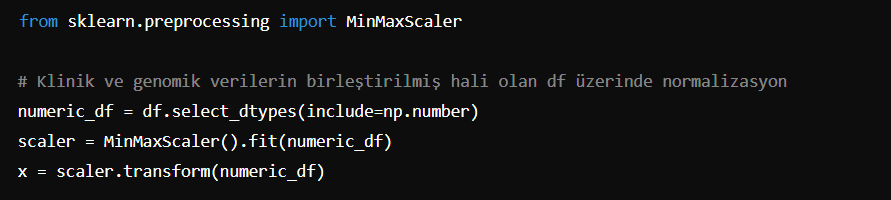 from sklearn.preprocessing import MinMaxScaler
# Klinik ve genomik verilerin birleştirilmiş hali olan df üzerinde normalizasyon
numeric_df = df.select_dtypes(include=np.number)
scaler = MinMaxScaler().fit(numeric_df)
x = scaler.transform(numeric_df)